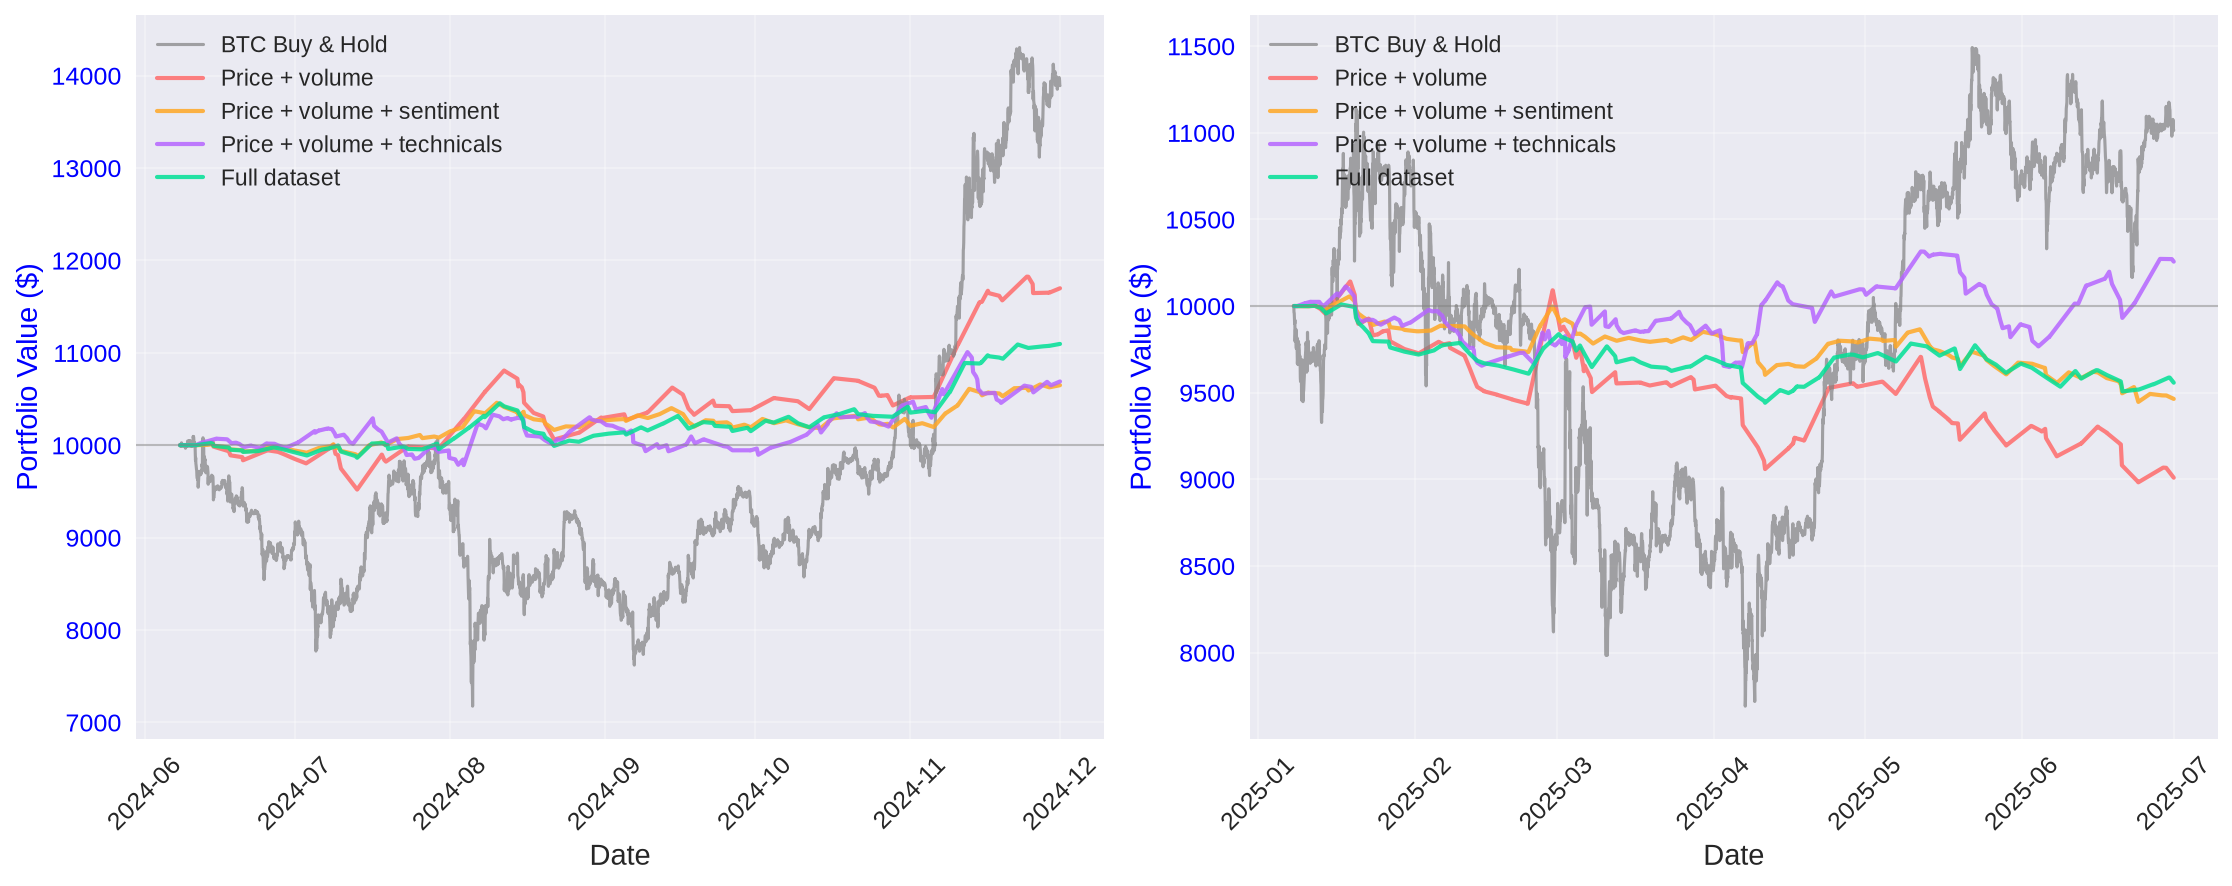 BTC Buy & Hold
Price + volume
Price + volume + sentiment
Price + volume + technicals
Full dataset
14000
13000
12000
11000
10000
9000
8000
7000
Portfolio Value ($)
2024-06
2024-07
2024-08
2024-09
2024-10
2024-11
2024-12
Date
BTC Buy & Hold
Price + volume
Price + volume + sentiment
Price + volume + technicals
Full dataset
11500
11000
10500
10000
9500
9000
8500
8000
Portfolio Value ($)
2025-01
2025-02
2025-03
2025-04
2025-05
2025-06
2025-07
Date